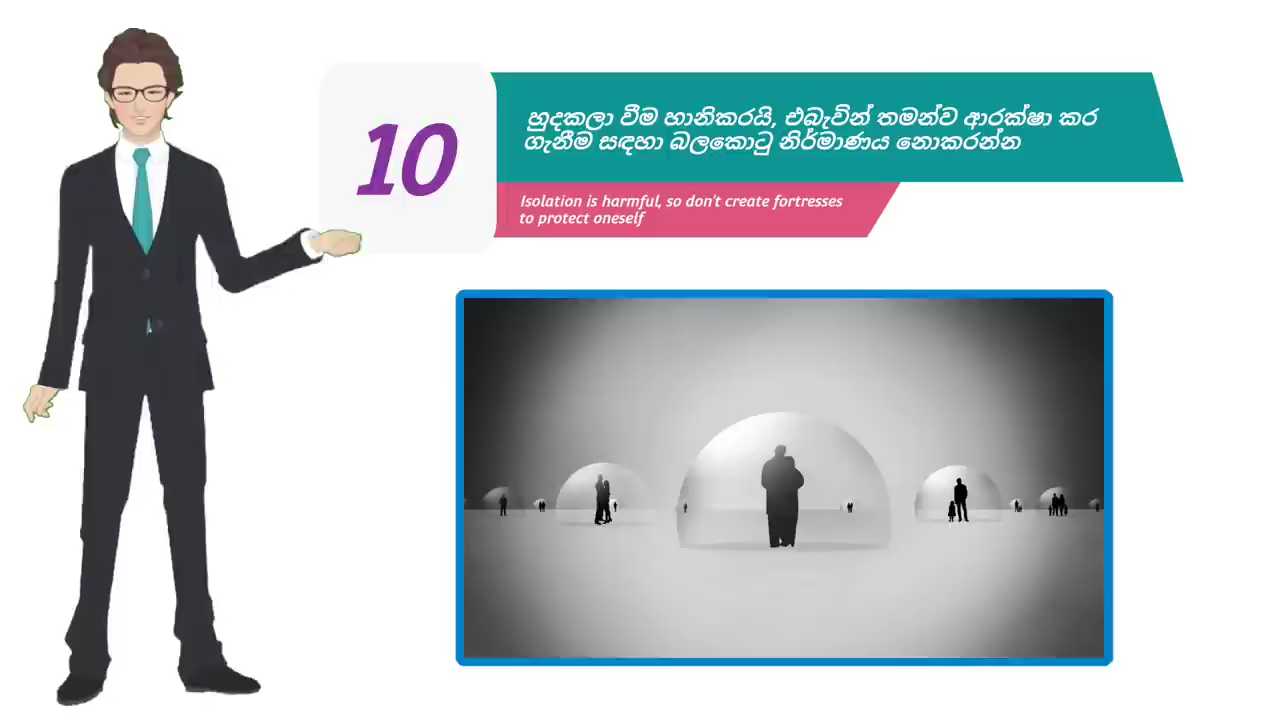 10
හුදකලා වීම හානිකරයි, එබැවින් තමන්ව ආරක්ෂා කර
ගැනීම සඳහා බලකොටු නිර්මාණය නොකරන්න
Isolation is harmful, so don't create fortresses
to protect oneself